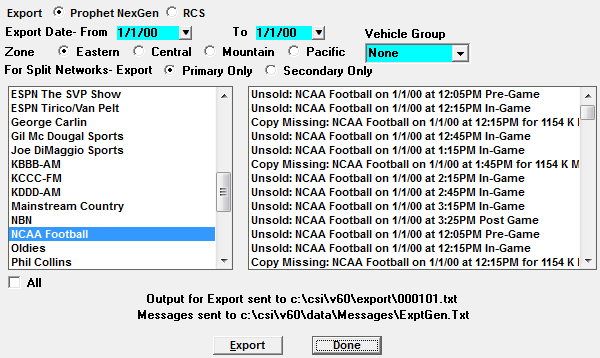 Export Prophet NexGen RCS
Export Date- From 1/1/00 To 1/1/00 Vehicle Group
Zone Eastern Central Mountain Pacific None
For Split Networks- Export Primary Only Secondary Only
ESPN The SVP Show
ESPN Tirico/Van Pelt
George Carlin
Gil Mc Dougal Sports
Joe DiMaggio Sports
KBBB-AM
KCCC-FM
KDDD-AM
Mainstream Country
NBN
NCAA Football
Oldies
Phil Collins
Unsold: NCAA Football on 1/1/00 at 12:05PM Pre-Game
Unsold: NCAA Football on 1/1/00 at 12:15PM In-Game
Copy Missing: NCAA Football on 1/1/00 at 12:15PM for 1154 K
Unsold: NCAA Football on 1/1/00 at 12:45PM In-Game
Unsold: NCAA Football on 1/1/00 at 1:15PM In-Game
Copy Missing: NCAA Football on 1/1/00 at 1:45PM for 1154 K M
Unsold: NCAA Football on 1/1/00 at 2:15PM In-Game
Unsold: NCAA Football on 1/1/00 at 2:45PM In-Game
Unsold: NCAA Football on 1/1/00 at 3:15PM In-Game
Unsold: NCAA Football on 1/1/00 at 3:25PM Post Game
Unsold: NCAA Football on 1/1/00 at 12:05PM Pre-Game
Unsold: NCAA Football on 1/1/00 at 12:15PM In-Game
Copy Missing: NCAA Football on 1/1/00 at 12:15PM for 1154 K
All
Output for Export sent to c:\csi\v60\export\000101.txt
Messages sent to c:\csi\v60\data\Messages\ExptGen.Txt
Export Done